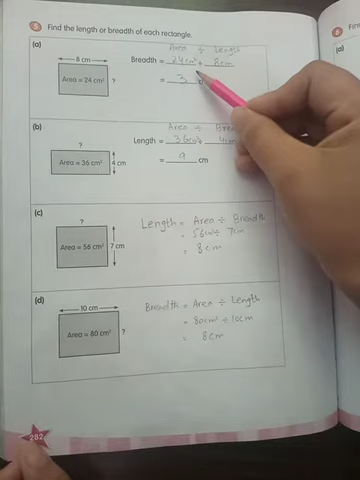 5 Find the length or breadth of each rectangle.
(a)
Area ÷ Length
8 cm
Breadth = 24cm² ÷ 8cm
Area = 24 cm² ?
= 3
(b)
Area ÷
?
Length = 36cm² ÷
Area = 36 cm² 4 cm
= 9 cm
(c)
?
Length = Area ÷ Breadth
Area = 56 cm² 7 cm
= 56cm² ÷ 7cm
= 8cm
(d)
10 cm
Breadth = Area ÷ Length
Area = 80 cm² ?
= 80cm² ÷ 10cm
= 8cm
282
6 Fin
(a)